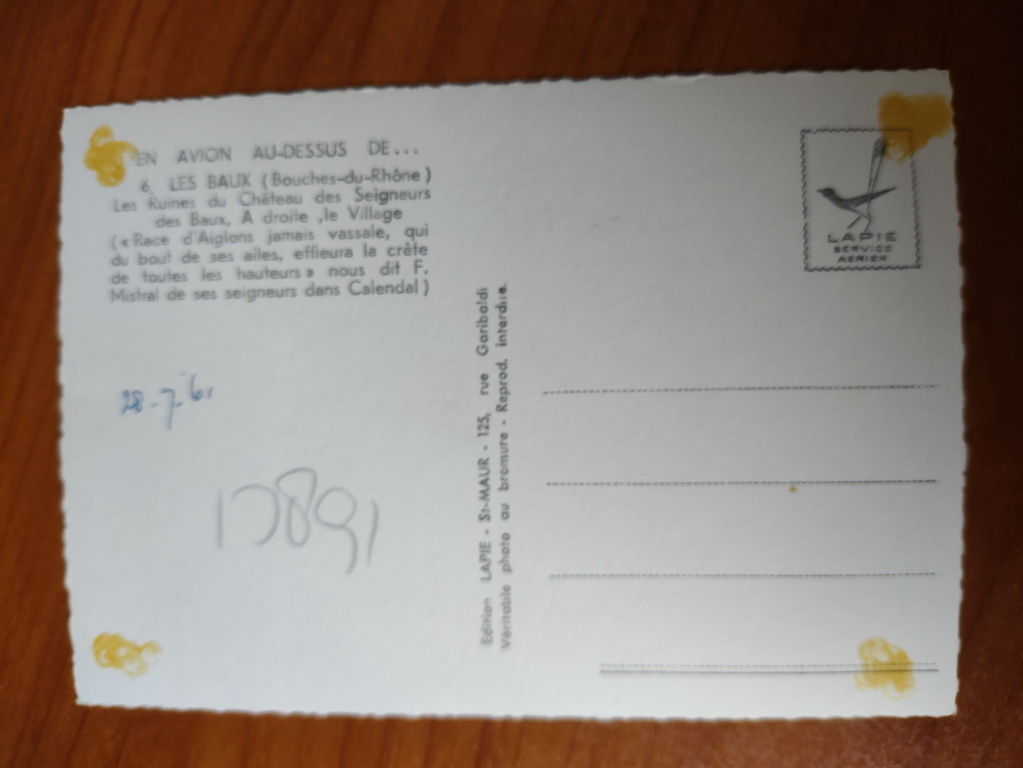 EN AVION AU-DESSUS DE...
6. LES BAUX (Bouches-du-Rhône)
Les Ruines du Château des Seigneurs
des Baux, A droite ,le Village
(« Race d'Aiglons jamais vassale, qui
du bout de ses ailes, effleura la crête
de toutes les hauteurs » nous dit F.
Mistral de ses seigneurs dans Calendal)
28-7-61
Edition LAPIE - St-MAUR - 125, rue Garibaldi
Véritable photo au bromure - Reprod. interdite.
LAPIE
SERVICE
AERIEN